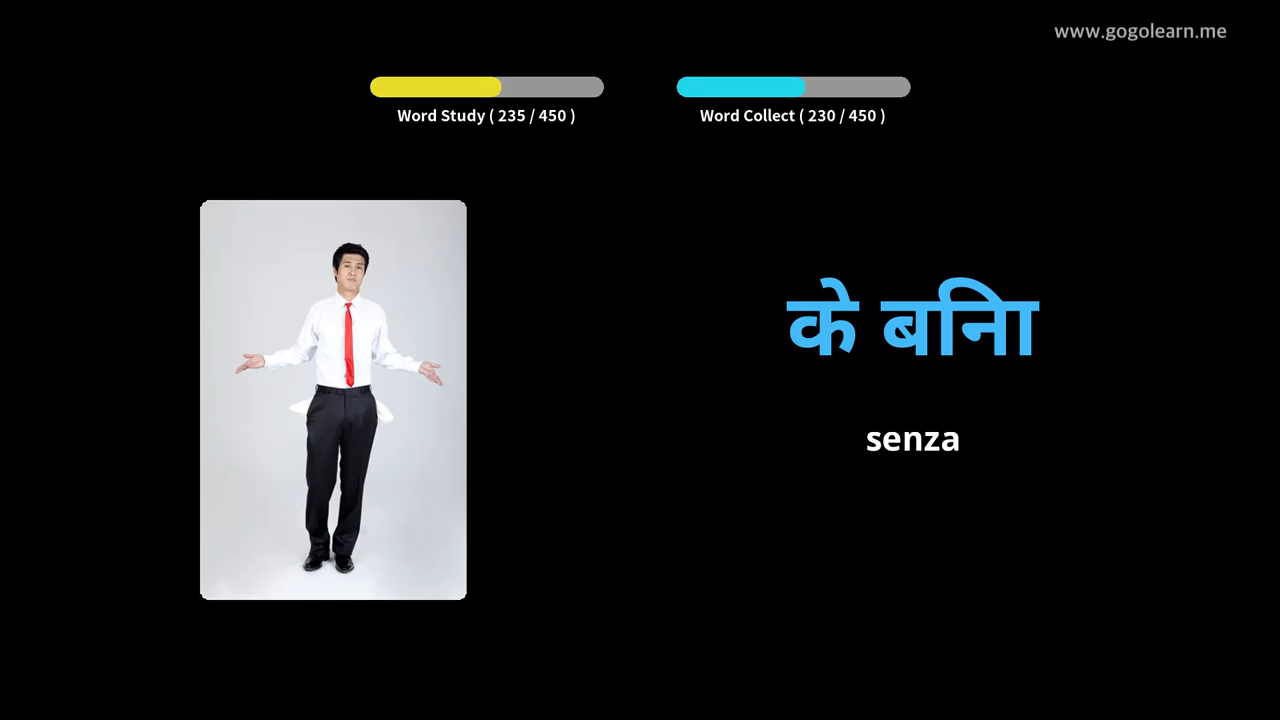 www.gogolearn.me
Word Study ( 235 / 450 )
Word Collect ( 230 / 450 )
के बिना
senza